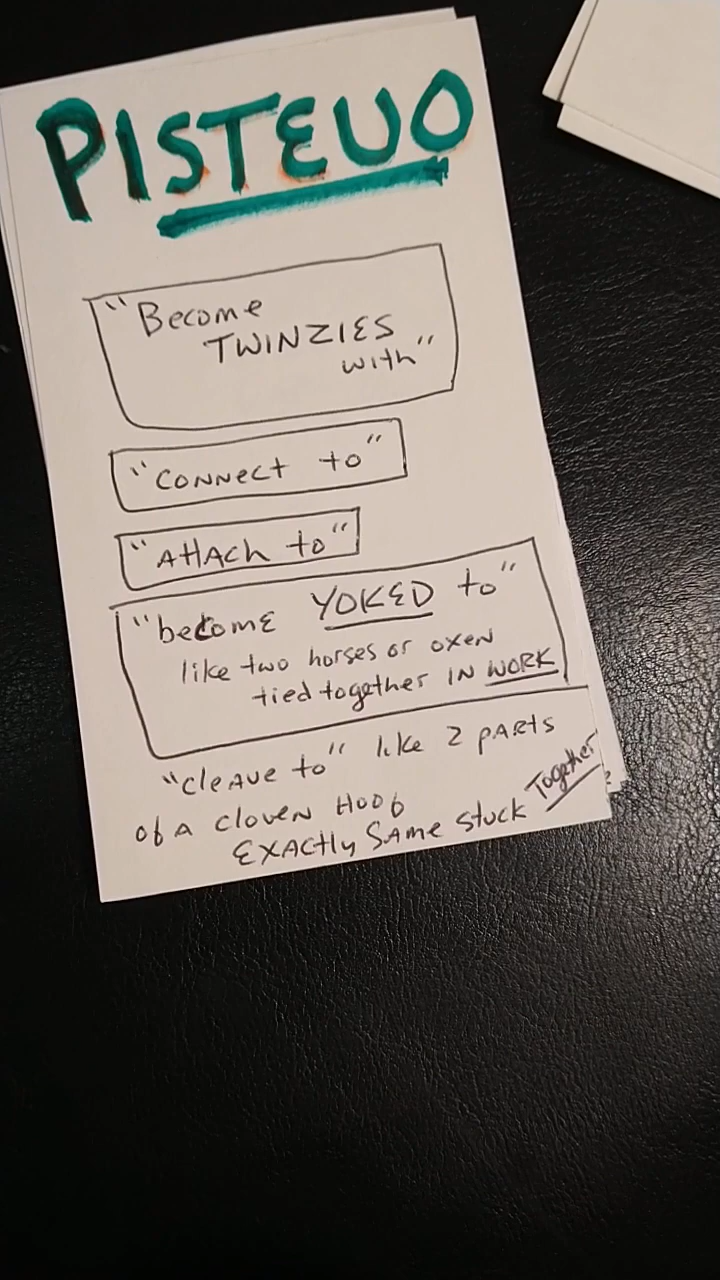 PISTEUO
"Become
TWINZIES
with"
"CONNECT to"
"AttAch to"
"become YOKED to"
like two horses or oxen
tied together IN WORK
"cleAve to" like 2 pARts
of A cloven Hoof
EXACtly SAme stuck Together